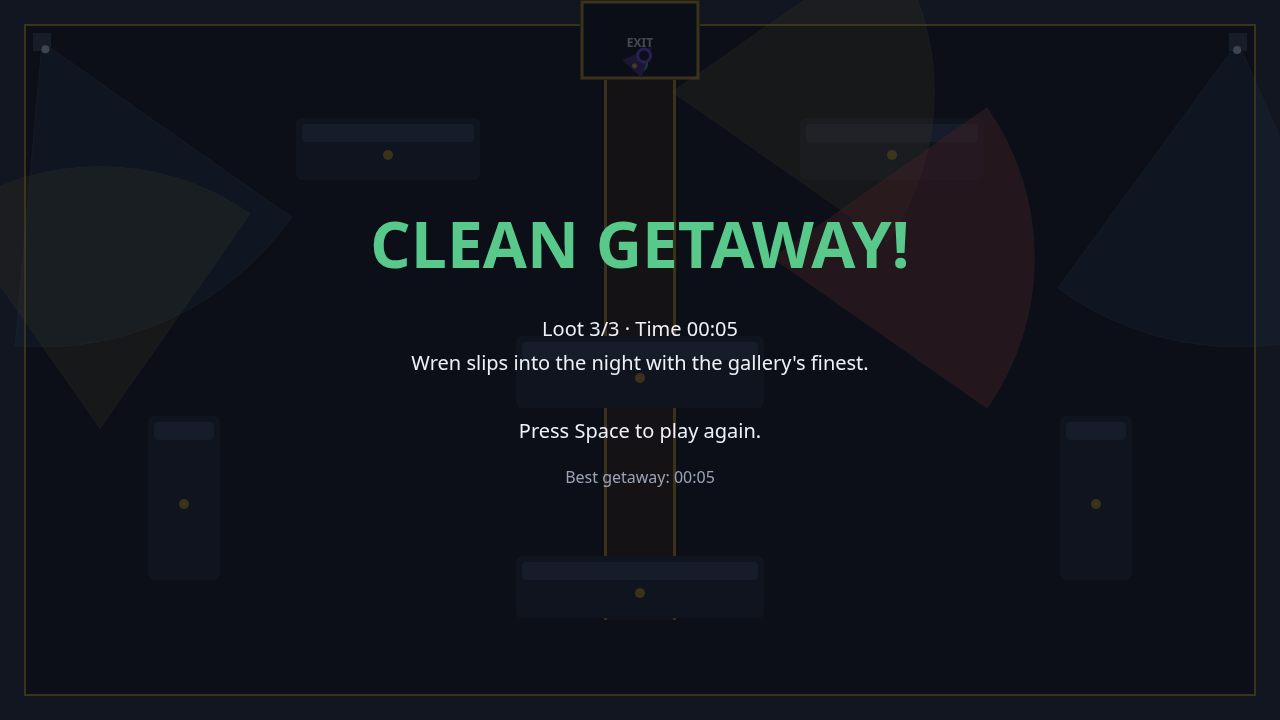 EXIT
CLEAN GETAWAY!
Loot 3/3 · Time 00:05
Wren slips into the night with the gallery's finest.
Press Space to play again.
Best getaway: 00:05